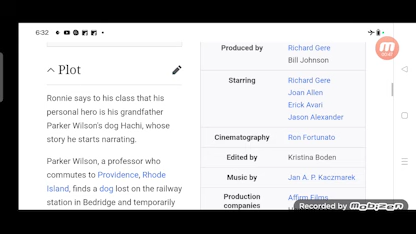 6:32
Plot
Ronnie says to his class that his
personal hero is his grandfather
Parker Wilson's dog Hachi, whose
story he starts narrating.
Parker Wilson, a professor who
commutes to Providence, Rhode
Island, finds a dog lost on the railway
station in Bedridge and temporarily
Produced by Richard Gere
Bill Johnson
Starring Richard Gere
Joan Allen
Erick Avari
Jason Alexander
Cinematography Ron Fortunato
Edited by Kristina Boden
Music by Jan A. P. Kaczmarek
Production Affirm Films
companies
Recorded by Mobizen